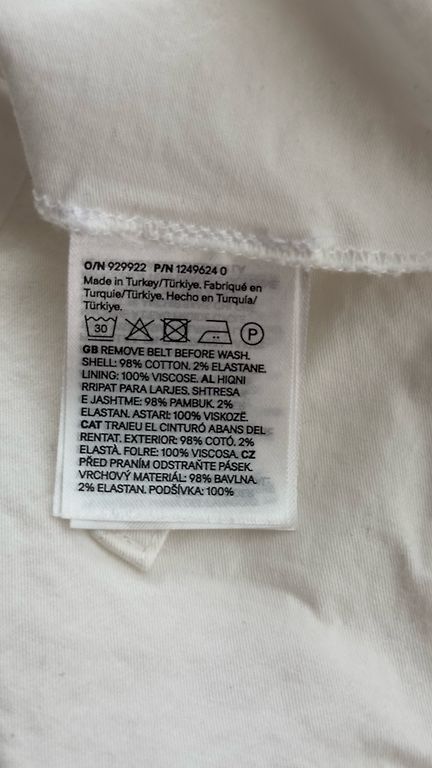 O/N 929922 P/N 1249624 0
Made in Turkey/Türkiye. Fabriqué en
Turquie/Türkiye. Hecho en Turquía/
Türkiye.
30 P
GB REMOVE BELT BEFORE WASH.
SHELL: 98% COTTON. 2% ELASTANE.
LINING: 100% VISCOSE. AL HIQNI
RRIPAT PARA LARJES, SHTRESA
E JASHTME: 98% PAMBUK. 2%
ELASTAN. ASTARI: 100% VISKOZË.
CAT TRAIEU EL CINTURÓ ABANS DEL
RENTAT. EXTERIOR: 98% COTÓ. 2%
ELASTÀ. FOLRE: 100% VISCOSA. CZ
PŘED PRANÍM ODSTRAŇTE PÁSEK.
VRCHOVÝ MATERIÁL: 98% BAVLNA.
2% ELASTAN. PODŠÍVKA: 100%